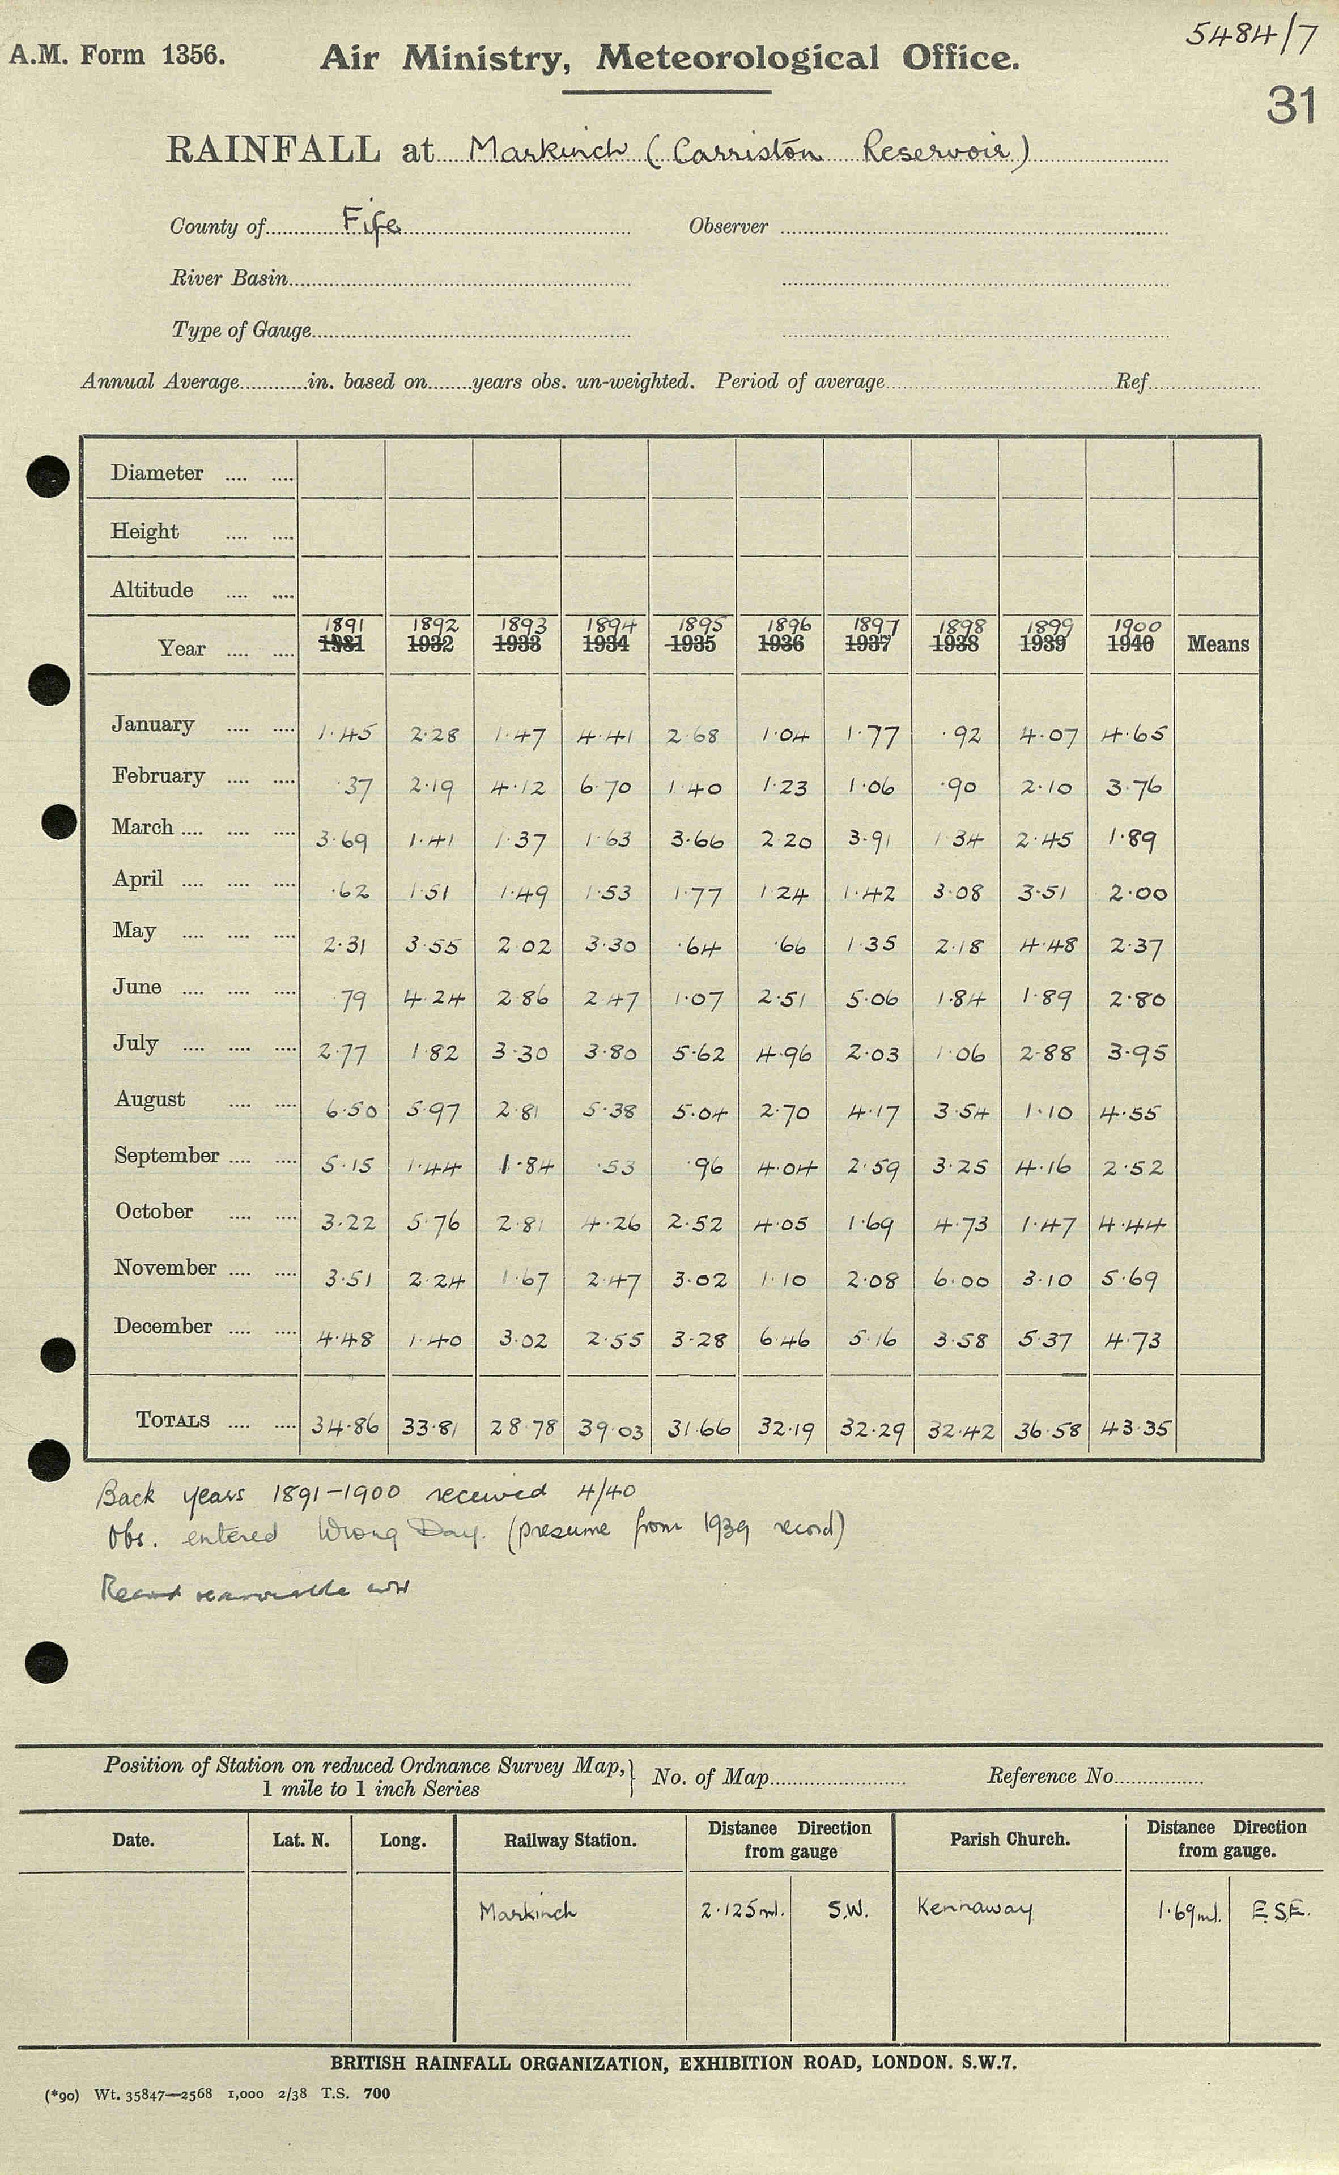 5484/7
A.M. Form 1356. Air Ministry, Meteorological Office.
31
RAINFALL at Markinch (Carriston Reservoir)
County of Fife Observer
River Basin
Type of Gauge
Annual Average in. based on years obs. un-weighted. Period of average Ref
Diameter
Height
Altitude
1891 1892 1893 1894 1895 1896 1897 1898 1899 1900
Year 1931 1932 1933 1934 1935 1936 1937 1938 1939 1940 Means
January 1.45 2.28 1.47 4.41 2.68 1.04 1.77 .92 4.07 4.65
February .37 2.19 4.12 6.70 1.40 1.23 1.06 .90 2.10 3.76
March 3.69 1.41 1.37 1.63 3.66 2.20 3.91 1.34 2.45 1.89
April .62 1.51 1.49 1.53 1.77 1.24 1.42 3.08 3.51 2.00
May 2.31 3.55 2.02 3.30 .64 .66 1.35 2.18 4.48 2.37
June .79 4.24 2.86 2.47 1.07 2.51 5.06 1.84 1.89 2.80
July 2.77 1.82 3.30 3.80 5.62 4.96 2.03 1.06 2.88 3.95
August 6.50 5.97 2.81 5.38 5.04 2.70 4.17 3.54 1.10 4.55
September 5.15 1.44 1.84 .53 .96 4.04 2.59 3.25 4.16 2.52
October 3.22 5.76 2.81 4.26 2.52 4.05 1.69 4.73 1.47 4.44
November 3.51 2.24 1.67 2.47 3.02 1.10 2.08 6.00 3.10 5.69
December 4.48 1.40 3.02 2.55 3.28 6.46 5.16 3.58 5.37 4.73
TOTALS 34.86 33.81 28.78 39.03 31.66 32.19 32.29 32.42 36.58 43.35
Back years 1891-1900 received 4/40
Obs. entered Wrong Day. (presume from 1939 record)
Position of Station on reduced Ordnance Survey Map, } No. of Map Reference No.
1 mile to 1 inch Series
Date. Lat. N. Long. Railway Station. Distance Direction from gauge Parish Church. Distance Direction from gauge.
Markinch 2.125ml. S.W. Kennoway 1.69ml. E.S.E.
BRITISH RAINFALL ORGANIZATION, EXHIBITION ROAD, LONDON. S.W.7.
(*90) Wt. 35847—2568 1,000 2/38 T.S. 700